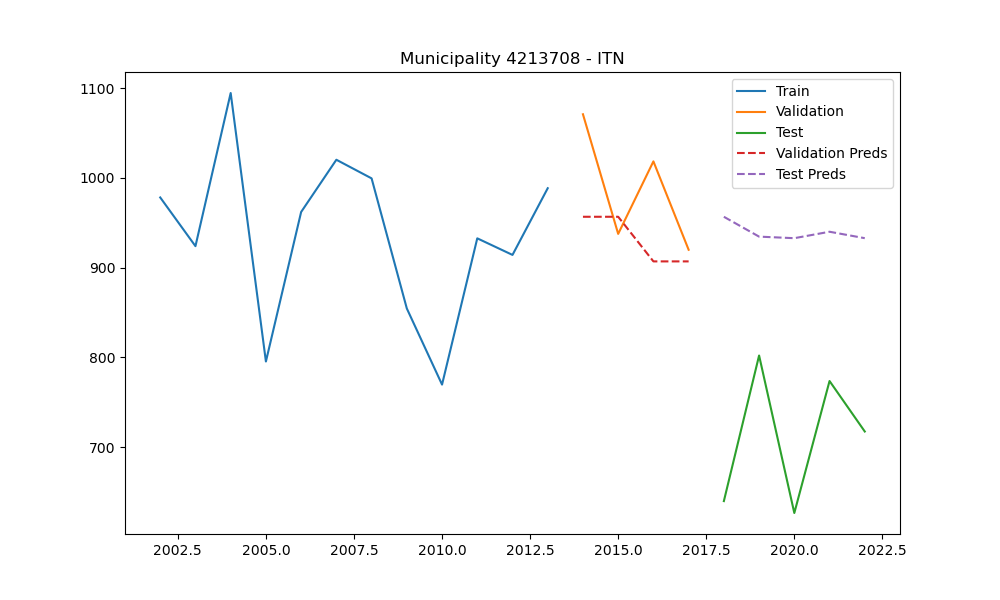 Municipality 4213708 - ITN
Train
Validation
Test
Validation Preds
Test Preds
1100
1000
900
800
700
2002.5 2005.0 2007.5 2010.0 2012.5 2015.0 2017.5 2020.0 2022.5